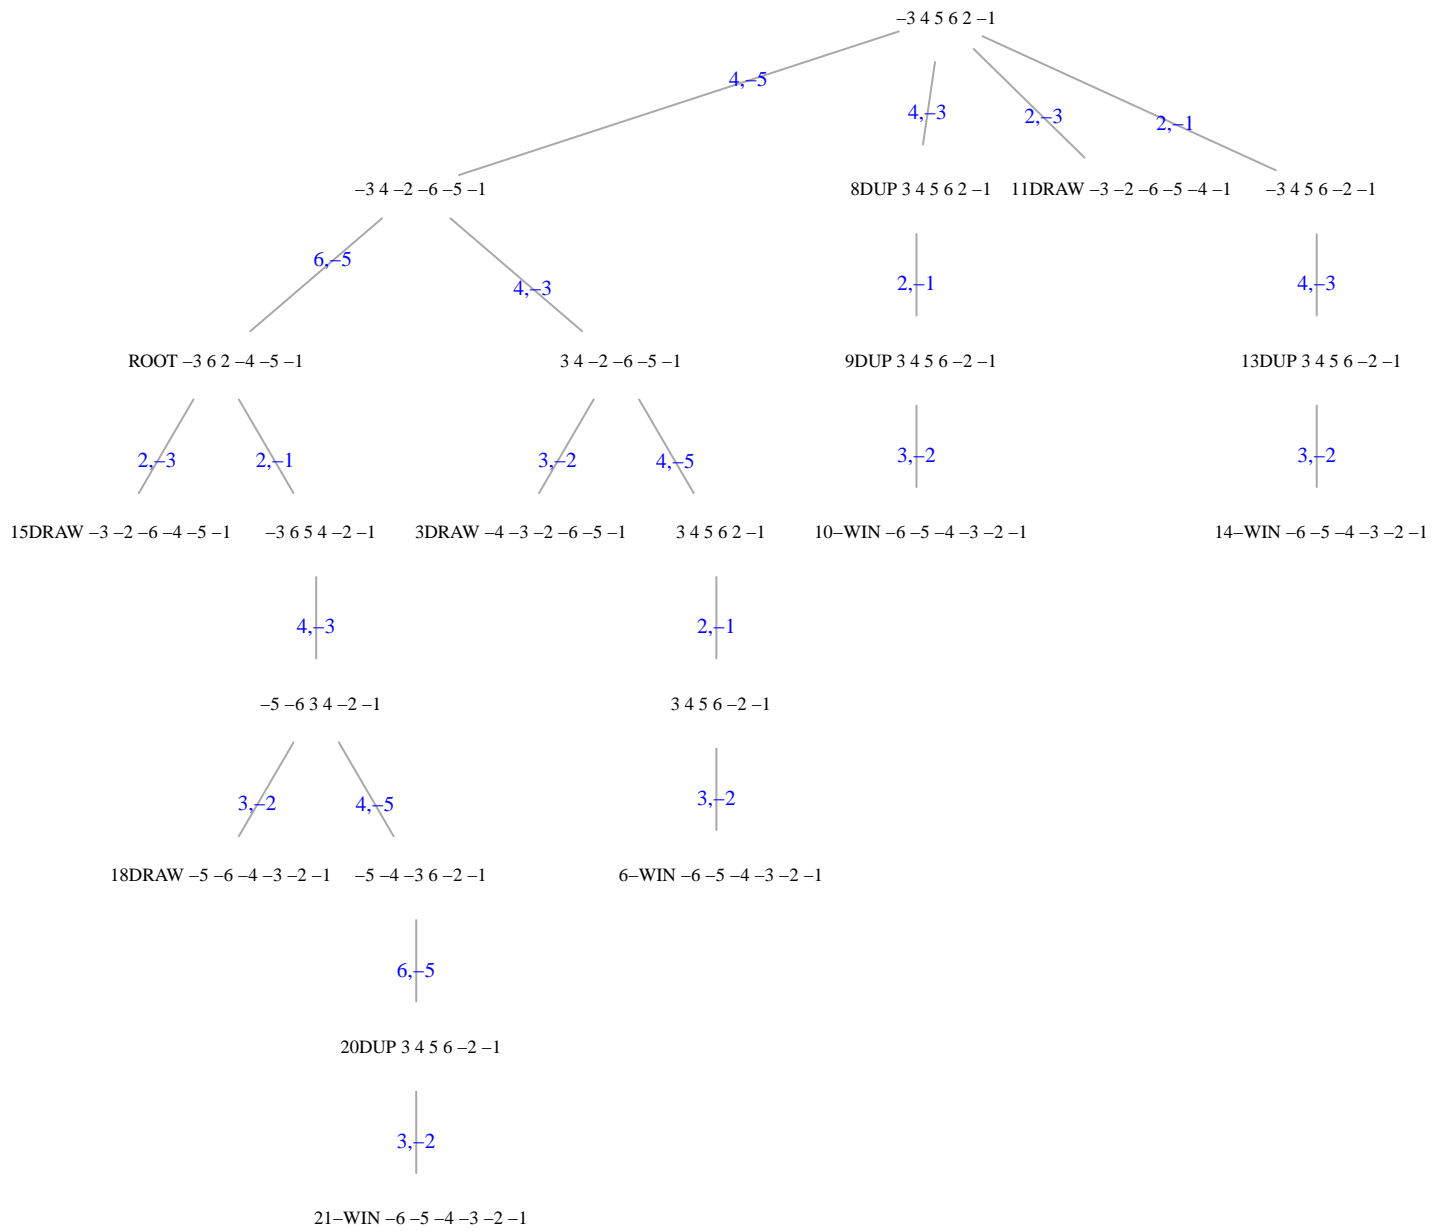 –3 4 5 6 2 –1
4,–5
4,–3
2,–3
2,–1
–3 4 –2 –6 –5 –1
8DUP 3 4 5 6 2 –1
11DRAW –3 –2 –6 –5 –4 –1
–3 4 5 6 –2 –1
6,–5
4,–3
2,–1
4,–3
ROOT –3 6 2 –4 –5 –1
3 4 –2 –6 –5 –1
9DUP 3 4 5 6 –2 –1
13DUP 3 4 5 6 –2 –1
2,–3
2,–1
3,–2
4,–5
3,–2
3,–2
15DRAW –3 –2 –6 –4 –5 –1
–3 6 5 4 –2 –1
3DRAW –4 –3 –2 –6 –5 –1
3 4 5 6 2 –1
10–WIN –6 –5 –4 –3 –2 –1
14–WIN –6 –5 –4 –3 –2 –1
4,–3
2,–1
–5 –6 3 4 –2 –1
3 4 5 6 –2 –1
3,–2
4,–5
3,–2
18DRAW –5 –6 –4 –3 –2 –1
–5 –4 –3 6 –2 –1
6–WIN –6 –5 –4 –3 –2 –1
6,–5
20DUP 3 4 5 6 –2 –1
3,–2
21–WIN –6 –5 –4 –3 –2 –1